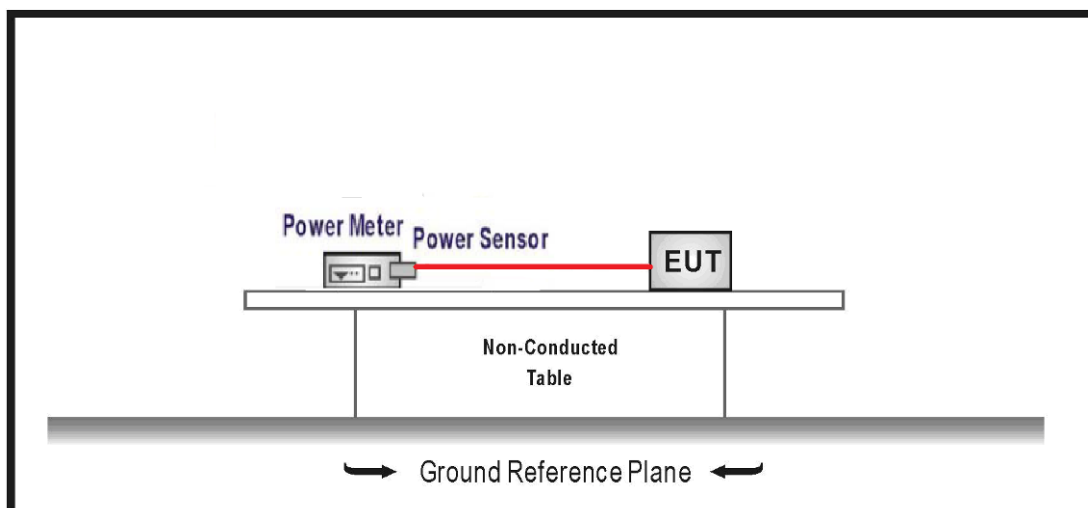 Power Meter
Power Sensor
EUT
Non-Conducted
Table
Ground Reference Plane